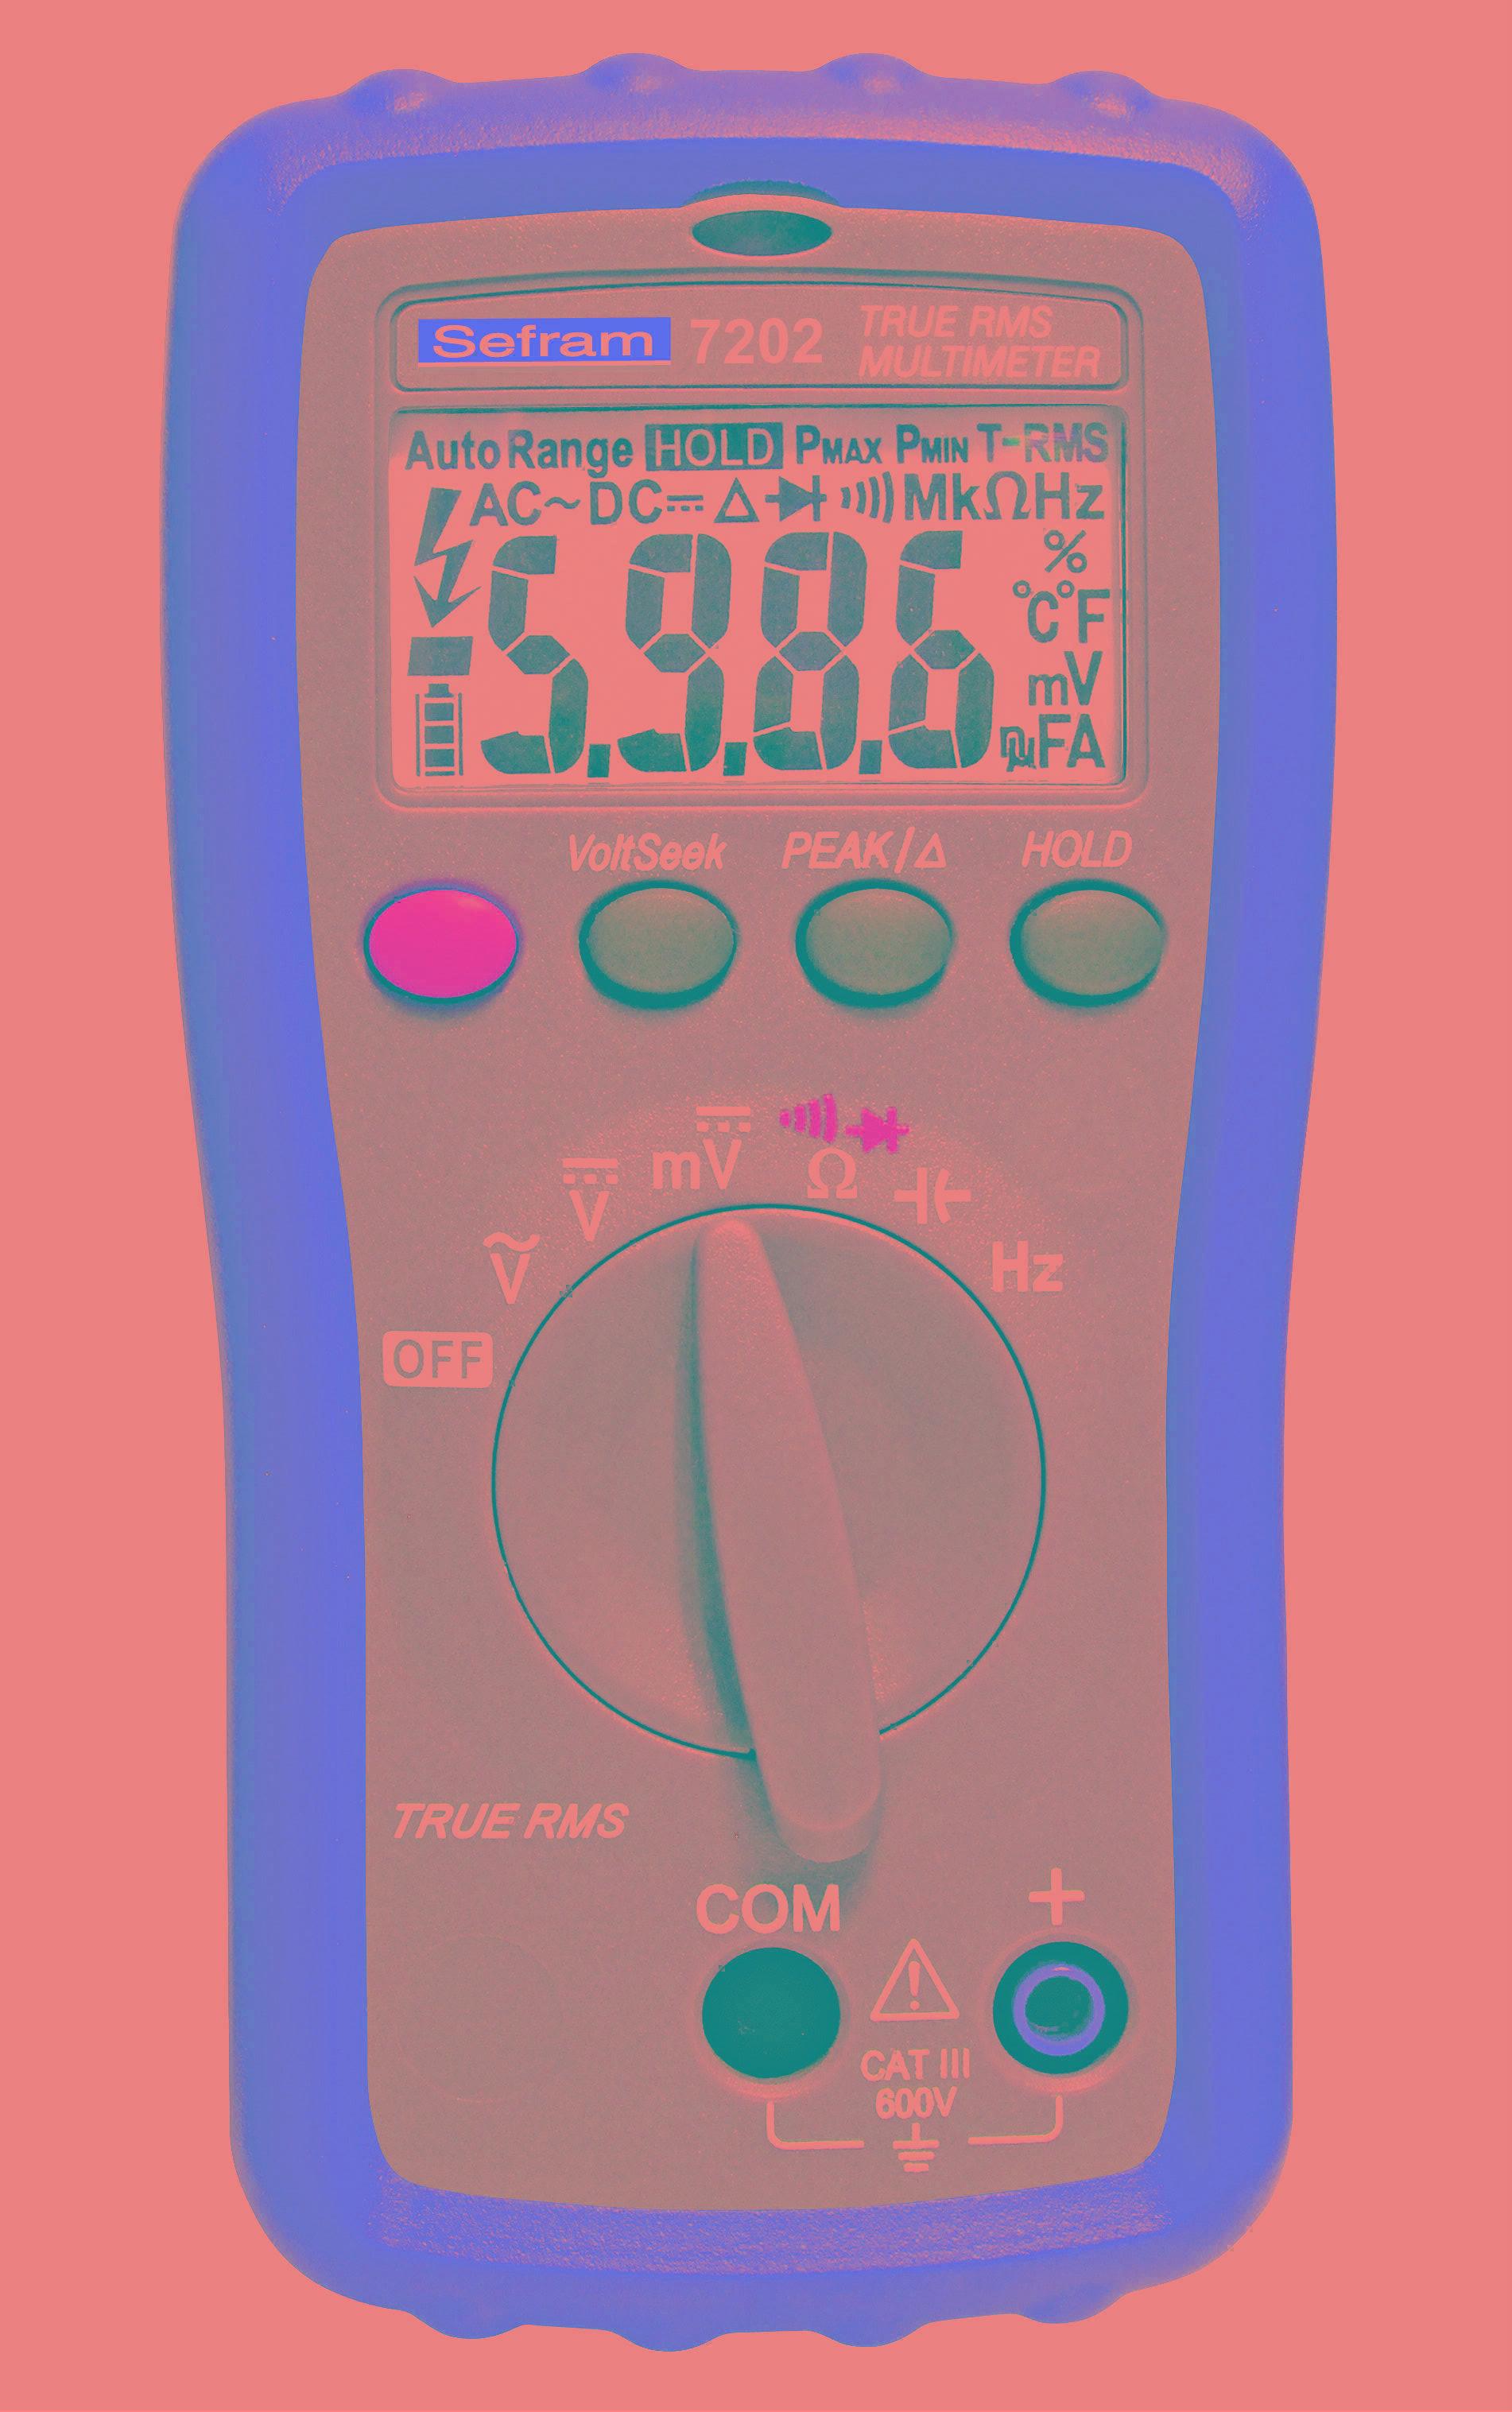 Sefram 7202 TRUE RMS
MULTIMETER
Auto Range HOLD PMAX PMIN T-RMS
AC~DC⎓ Δ MkΩHz
%
°C°F
5.9.8.6
mV
nµFA
VoltSeek PEAK/Δ HOLD
mV
Ω
V
V
Hz
OFF
TRUE RMS
COM +
CAT III
600V